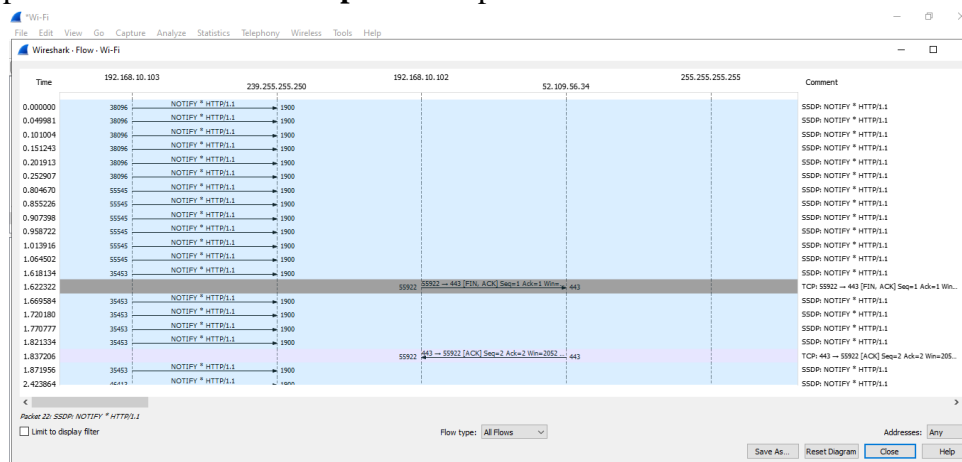 *Wi-Fi
File Edit View Go Capture Analyze Statistics Telephony Wireless Tools Help
Wireshark · Flow · Wi-Fi
Time 192.168.10.103 239.255.255.250 192.168.10.102 52.109.56.34 255.255.255.255 Comment
0.000000 38096 NOTIFY * HTTP/1.1 1900 SSDP: NOTIFY * HTTP/1.1
0.049981 38096 NOTIFY * HTTP/1.1 1900 SSDP: NOTIFY * HTTP/1.1
0.101004 38096 NOTIFY * HTTP/1.1 1900 SSDP: NOTIFY * HTTP/1.1
0.151243 38096 NOTIFY * HTTP/1.1 1900 SSDP: NOTIFY * HTTP/1.1
0.201913 38096 NOTIFY * HTTP/1.1 1900 SSDP: NOTIFY * HTTP/1.1
0.252907 38096 NOTIFY * HTTP/1.1 1900 SSDP: NOTIFY * HTTP/1.1
0.804670 55545 NOTIFY * HTTP/1.1 1900 SSDP: NOTIFY * HTTP/1.1
0.855226 55545 NOTIFY * HTTP/1.1 1900 SSDP: NOTIFY * HTTP/1.1
0.907398 55545 NOTIFY * HTTP/1.1 1900 SSDP: NOTIFY * HTTP/1.1
0.958722 55545 NOTIFY * HTTP/1.1 1900 SSDP: NOTIFY * HTTP/1.1
1.013916 55545 NOTIFY * HTTP/1.1 1900 SSDP: NOTIFY * HTTP/1.1
1.064502 55545 NOTIFY * HTTP/1.1 1900 SSDP: NOTIFY * HTTP/1.1
1.618134 35453 NOTIFY * HTTP/1.1 1900 SSDP: NOTIFY * HTTP/1.1
1.622322 55922 55922 → 443 [FIN, ACK] Seq=1 Ack=1 Win=... 443 TCP: 55922 → 443 [FIN, ACK] Seq=1 Ack=1 Win...
1.669584 35453 NOTIFY * HTTP/1.1 1900 SSDP: NOTIFY * HTTP/1.1
1.720180 35453 NOTIFY * HTTP/1.1 1900 SSDP: NOTIFY * HTTP/1.1
1.770777 35453 NOTIFY * HTTP/1.1 1900 SSDP: NOTIFY * HTTP/1.1
1.821334 35453 NOTIFY * HTTP/1.1 1900 SSDP: NOTIFY * HTTP/1.1
1.837206 55922 443 → 55922 [ACK] Seq=2 Ack=2 Win=2052 ... 443 TCP: 443 → 55922 [ACK] Seq=2 Ack=2 Win=205...
1.871956 35453 NOTIFY * HTTP/1.1 1900 SSDP: NOTIFY * HTTP/1.1
2.423864 NOTIFY * HTTP/1.1 1900 SSDP: NOTIFY * HTTP/1.1
Packet 22: SSDP: NOTIFY * HTTP/1.1
Limit to display filter Flow type: All Flows Addresses: Any
Save As... Reset Diagram Close Help